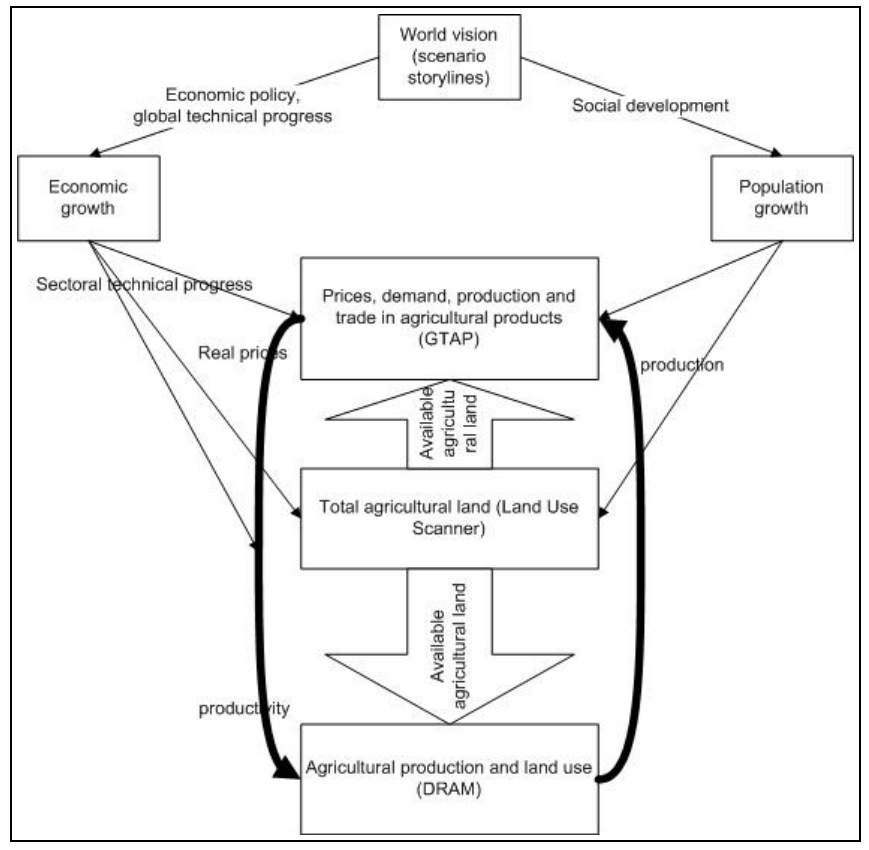 World vision
(scenario
storylines)
Economic policy,
global technical progress
Social development
Economic
growth
Population
growth
Sectoral technical progress
Prices, demand, production and
trade in agricultural products
(GTAP)
Real prices
production
Available
agricultu
ral land
Total agricultural land (Land Use
Scanner)
Available
agricultural land
productivity
Agricultural production and land use
(DRAM)